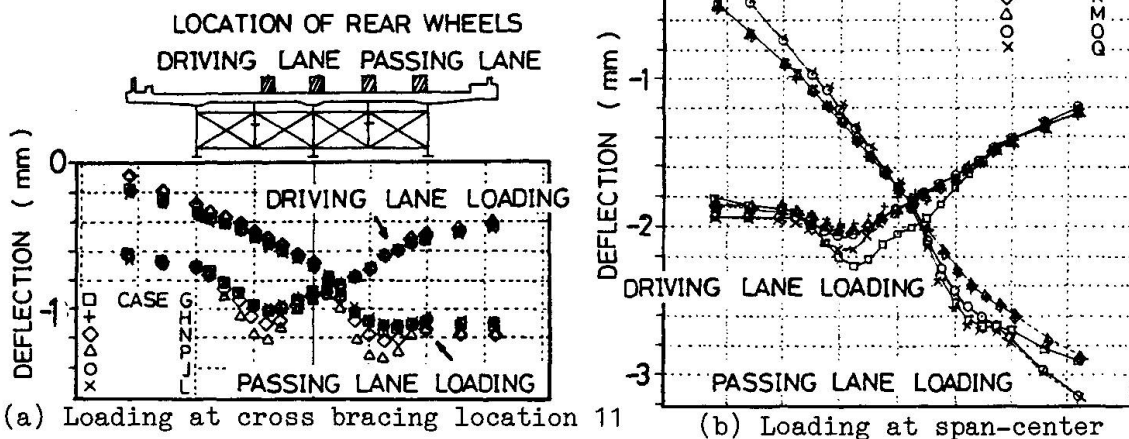 LOCATION OF REAR WHEELS
DRIVING LANE PASSING LANE
DEFLECTION (mm)
0
-1
DRIVING LANE LOADING
CASE G
H
N
P
J
L
PASSING LANE LOADING
(a) Loading at cross bracing location 11
DEFLECTION (mm)
-1
-2
-3
M
O
Q
DRIVING LANE LOADING
PASSING LANE LOADING
(b) Loading at span-center